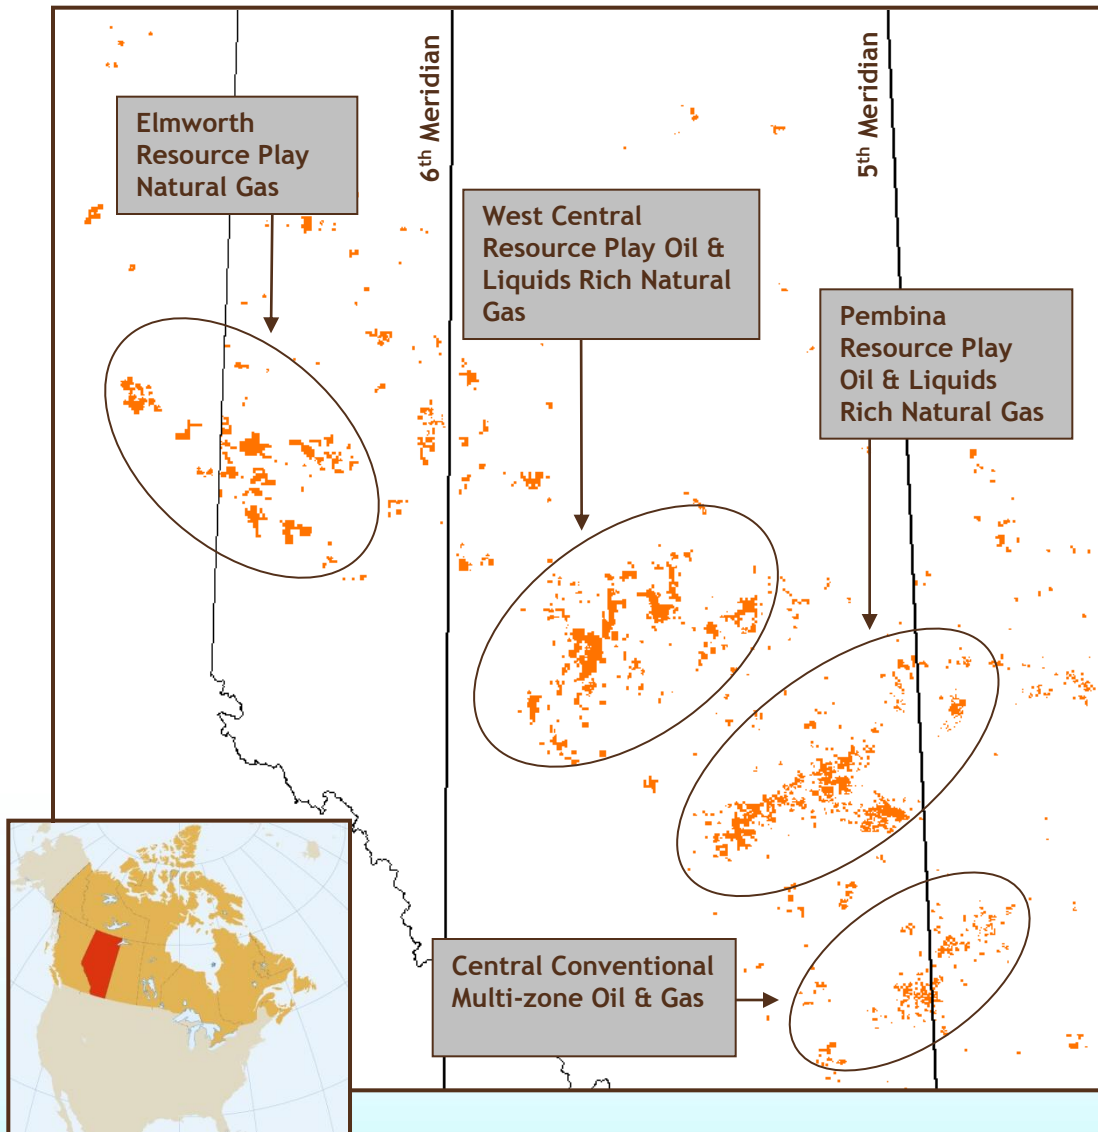 6th Meridian
5th Meridian
Elmworth
Resource Play
Natural Gas
West Central
Resource Play Oil &
Liquids Rich Natural
Gas
Pembina
Resource Play
Oil & Liquids
Rich Natural Gas
Central Conventional
Multi-zone Oil & Gas